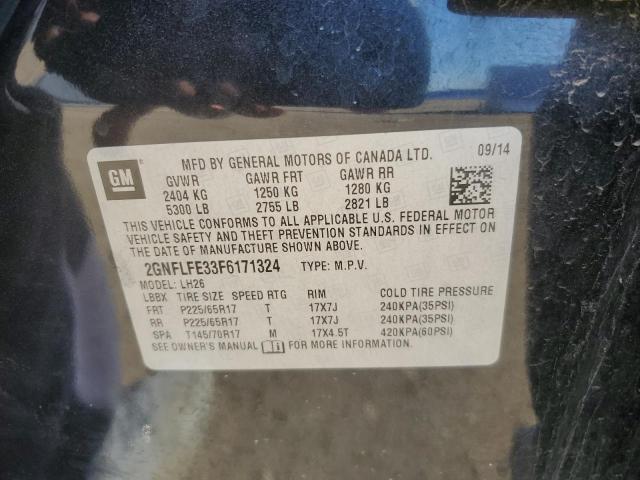 MFD BY GENERAL MOTORS OF CANADA LTD. 09/14
GM
GVWR GAWR FRT GAWR RR
2404 KG 1250 KG 1280 KG
5300 LB 2755 LB 2821 LB
THIS VEHICLE CONFORMS TO ALL APPLICABLE U.S. FEDERAL MOTOR
VEHICLE SAFETY AND THEFT PREVENTION STANDARDS IN EFFECT ON
THE DATE OF MANUFACTURE SHOWN ABOVE.
2GNFLFE33F6171324 TYPE: M.P.V.
MODEL: LH26
LBBX TIRE SIZE SPEED RTG RIM COLD TIRE PRESSURE
FRT P225/65R17 T 17X7J 240KPA(35PSI)
RR P225/65R17 T 17X7J 240KPA(35PSI)
SPA T145/70R17 M 17X4.5T 420KPA(60PSI)
SEE OWNER'S MANUAL FOR MORE INFORMATION.